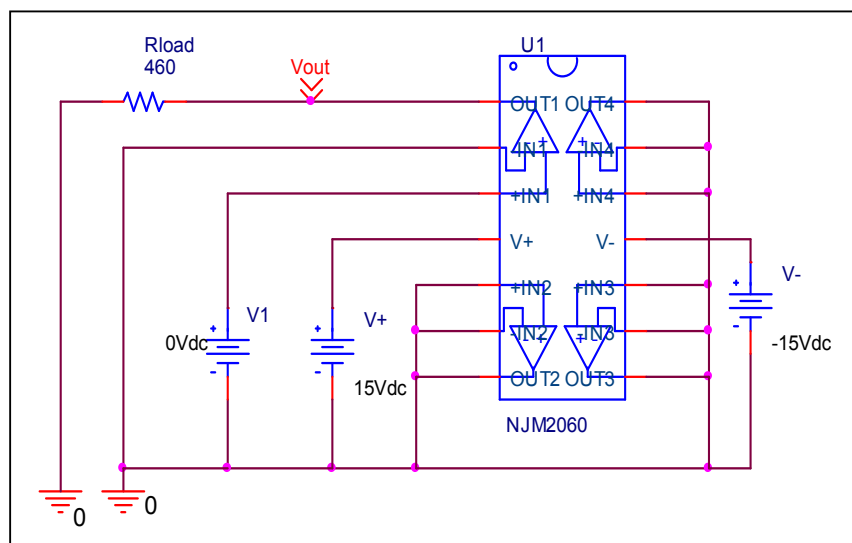 Rload
460
Vout
U1
OUT1
OUT4
-IN1
-IN4
+IN1
+IN4
V+
V-
+IN2
+IN3
-IN2
-IN3
OUT2
OUT3
NJM2060
V1
0Vdc
V+
15Vdc
V-
-15Vdc
0
0